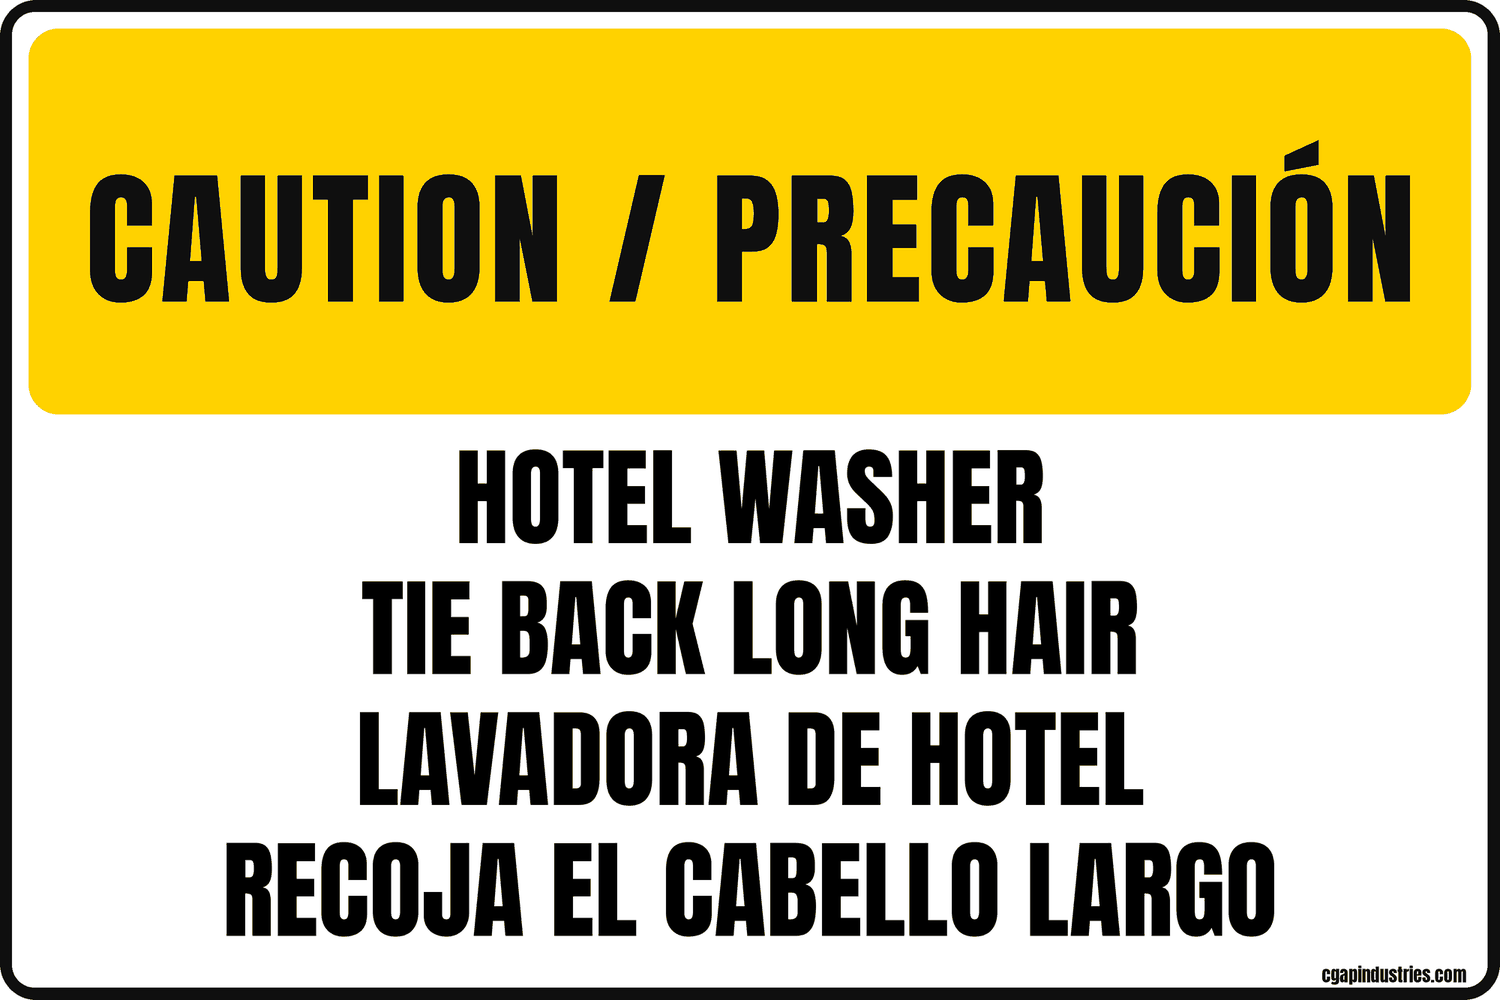 CAUTION / PRECAUCIÓN
HOTEL WASHER
TIE BACK LONG HAIR
LAVADORA DE HOTEL
RECOJA EL CABELLO LARGO
cgapindustries.com